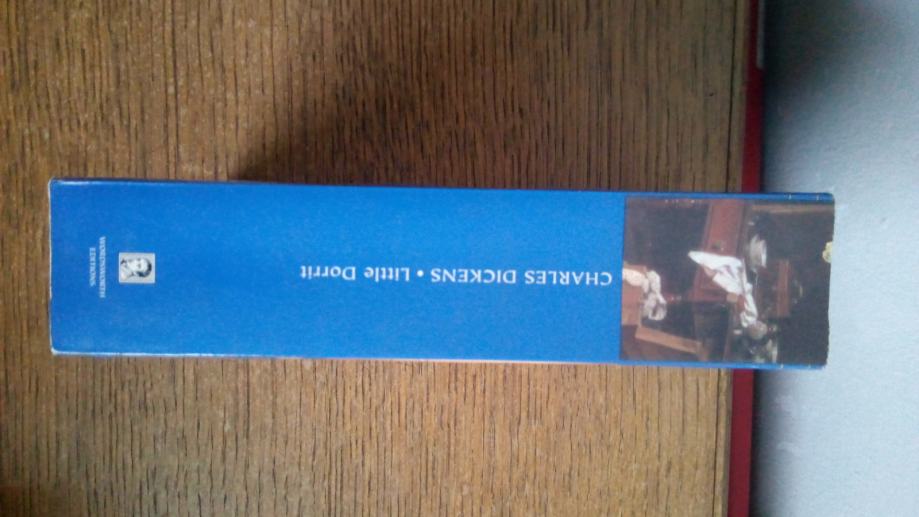 CHARLES DICKENS • Little Dorrit
WORDSWORTH
EDITIONS